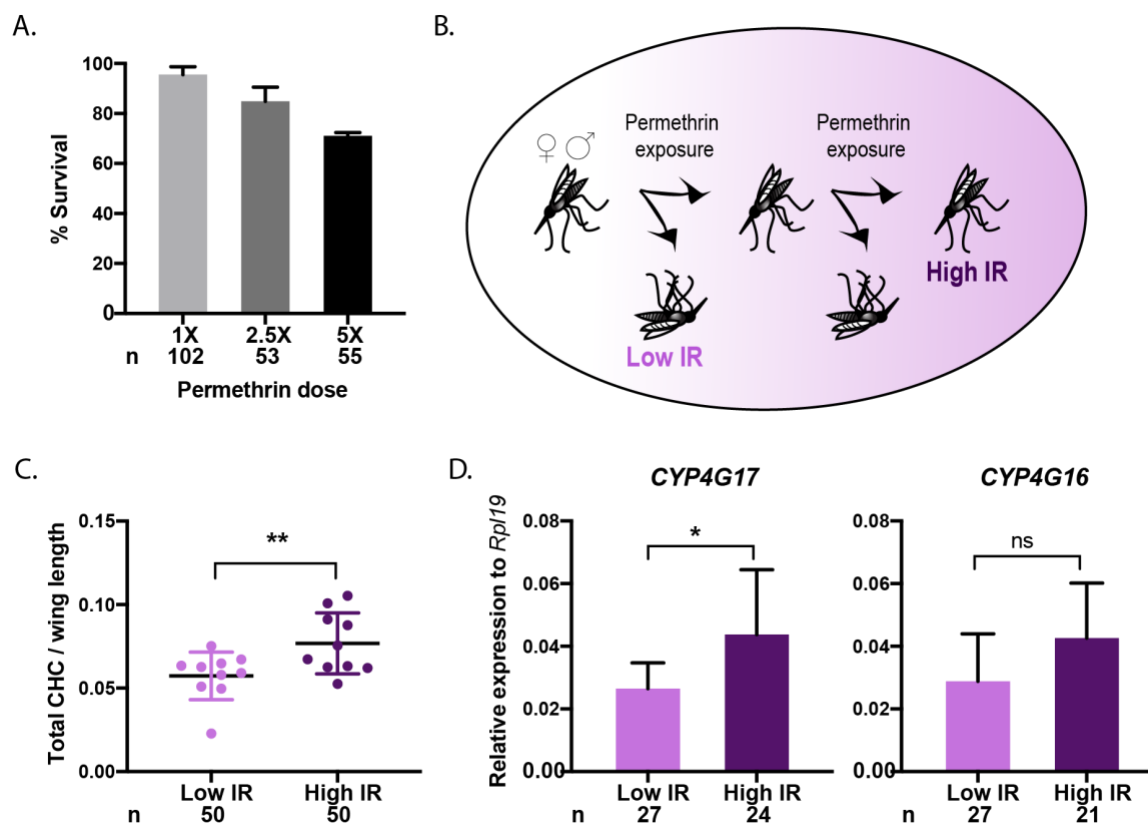 A.
% Survival
100
80
60
40
20
0
1X 2.5X 5X
n 102 53 55
Permethrin dose
B.
♀ ♂
Permethrin exposure
Permethrin exposure
Low IR
High IR
C.
Total CHC / wing length
0.15
0.10
0.05
0.00
**
Low IR High IR
n 50 50
D.
CYP4G17
Relative expression to Rpl19
0.08
0.06
0.04
0.02
0.00
*
Low IR High IR
n 27 24
CYP4G16
0.08
0.06
0.04
0.02
0.00
ns
Low IR High IR
n 27 21